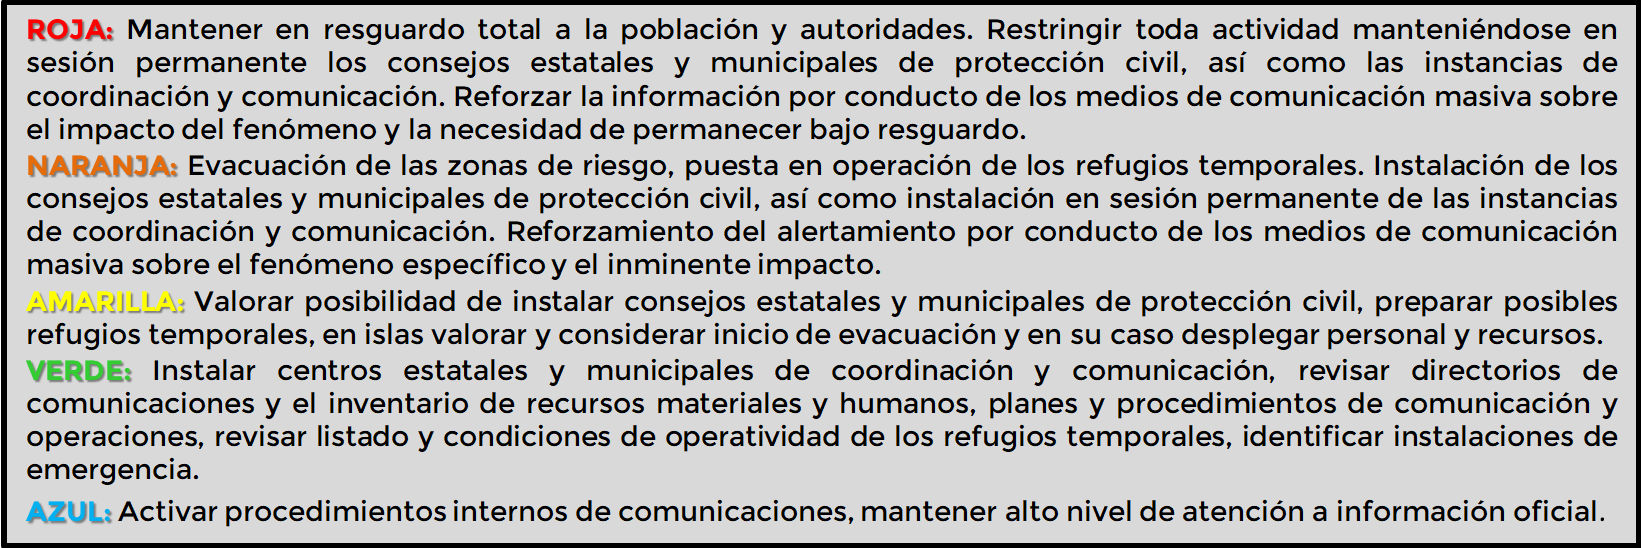 ROJA: Mantener en resguardo total a la población y autoridades. Restringir toda actividad manteniéndose en
sesión permanente los consejos estatales y municipales de protección civil, así como las instancias de
coordinación y comunicación. Reforzar la información por conducto de los medios de comunicación masiva sobre
el impacto del fenómeno y la necesidad de permanecer bajo resguardo.
NARANJA: Evacuación de las zonas de riesgo, puesta en operación de los refugios temporales. Instalación de los
consejos estatales y municipales de protección civil, así como instalación en sesión permanente de las instancias
de coordinación y comunicación. Reforzamiento del alertamiento por conducto de los medios de comunicación
masiva sobre el fenómeno específico y el inminente impacto.
AMARILLA: Valorar posibilidad de instalar consejos estatales y municipales de protección civil, preparar posibles
refugios temporales, en islas valorar y considerar inicio de evacuación y en su caso desplegar personal y recursos.
VERDE: Instalar centros estatales y municipales de coordinación y comunicación, revisar directorios de
comunicaciones y el inventario de recursos materiales y humanos, planes y procedimientos de comunicación y
operaciones, revisar listado y condiciones de operatividad de los refugios temporales, identificar instalaciones de
emergencia.
AZUL: Activar procedimientos internos de comunicaciones, mantener alto nivel de atención a información oficial.